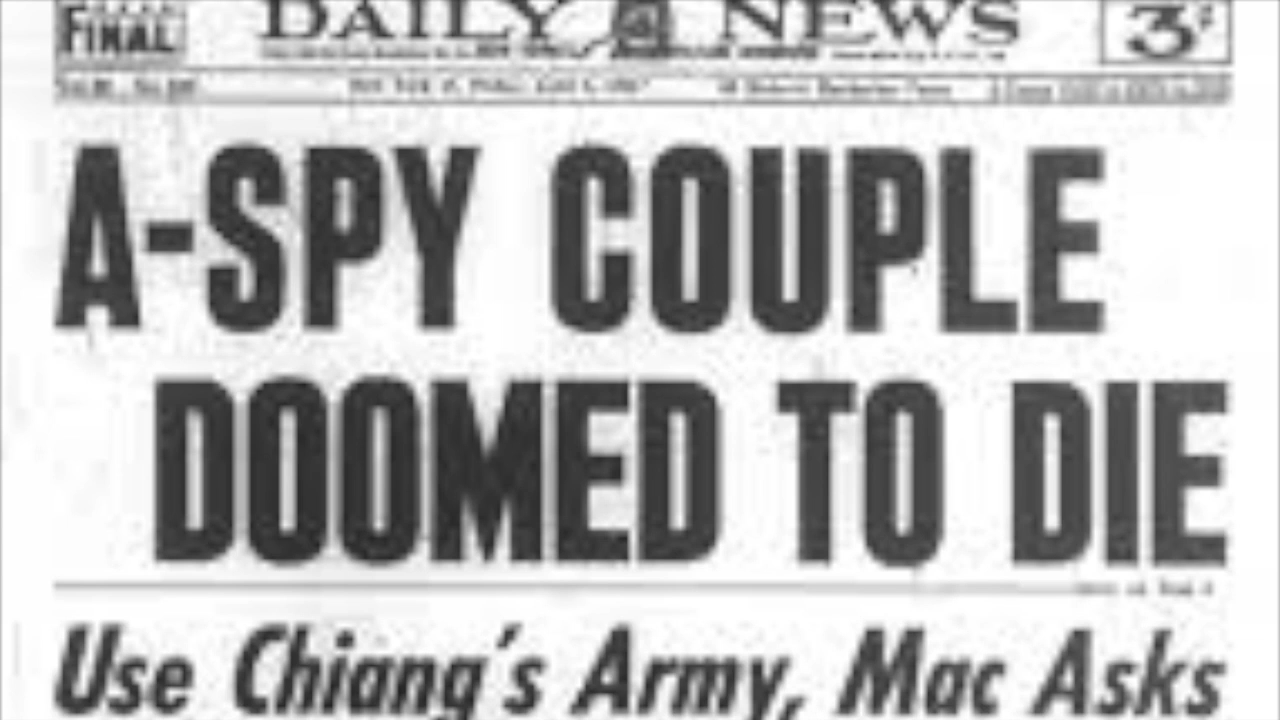 FINAL
DAILY NEWS
3¢
A-SPY COUPLE
DOOMED TO DIE
Use Chiang's Army, Mac Asks